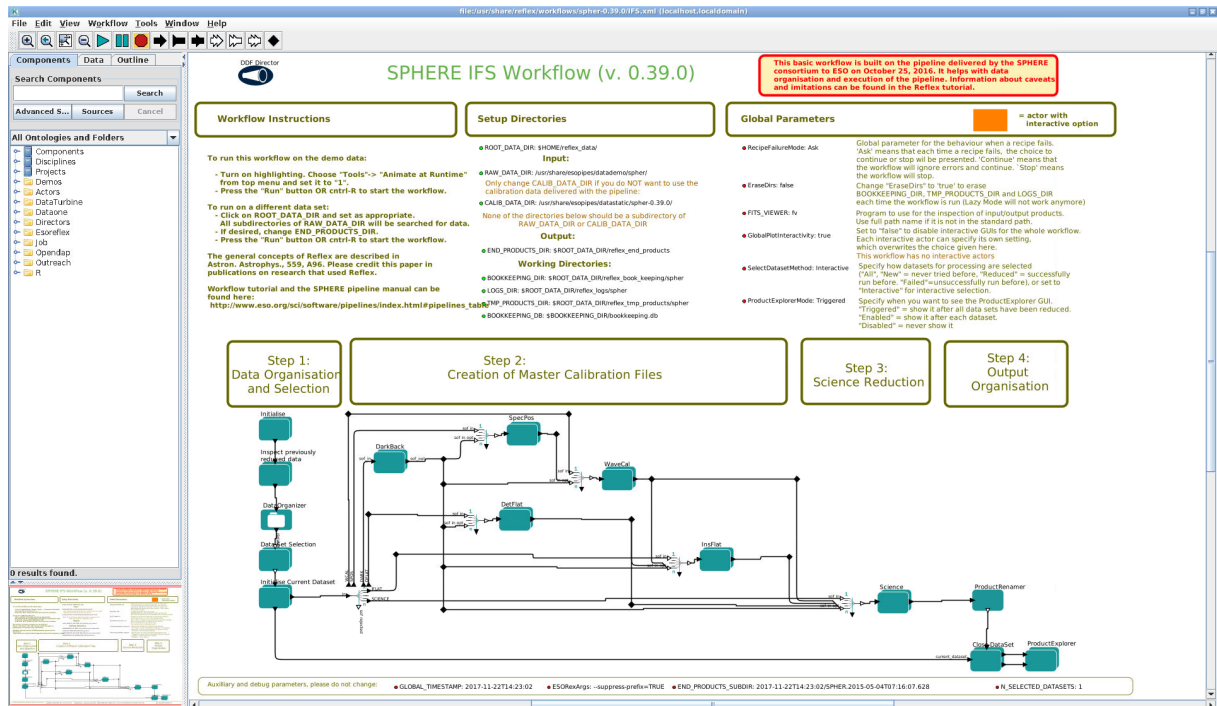 file:/usr/share/reflex/workflows/spher-0.39.0/IFS.xml (localhost.localdomain)
File Edit View Workflow Tools Window Help
Components Data Outline
Search Components
Search
Advanced S... Sources Cancel
All Ontologies and Folders
Components
Disciplines
Projects
Demos
Actors
DataTurbine
Dataone
Directors
Esoreflex
Job
Opendap
Outreach
R
0 results found.
DDF Director
SPHERE IFS Workflow (v. 0.39.0)
This basic workflow is built on the pipeline delivered by the SPHERE
consortium to ESO on October 25, 2016. It helps with data
organisation and execution of the pipeline. Information about caveats
and imitations can be found in the Reflex tutorial.
Workflow Instructions
To run this workflow on the demo data:
- Turn on highlighting. Choose "Tools"-> "Animate at Runtime"
from top menu and set it to "1".
- Press the "Run" button OR cntrl-R to start the workflow.
To run on a different data set:
- Click on ROOT_DATA_DIR and set as appropriate.
All subdirectories of RAW_DATA_DIR will be searched for data.
- If desired, change END_PRODUCTS_DIR.
- Press the "Run" button OR cntrl-R to start the workflow.
The general concepts of Reflex are described in
Astron. Astrophys., 559, A96. Please credit this paper in
publications on research that used Reflex.
Workflow tutorial and the SPHERE pipeline manual can be
found here:
http://www.eso.org/sci/software/pipelines/index.html#pipelines_table
Setup Directories
ROOT_DATA_DIR: $HOME/reflex_data/
Input:
RAW_DATA_DIR: /usr/share/esopipes/datademo/spher/
Only change CALIB_DATA_DIR if you do NOT want to use the
calibration data delivered with the pipeline:
CALIB_DATA_DIR: /usr/share/esopipes/datastatic/spher-0.39.0/
None of the directories below should be a subdirectory of
RAW_DATA_DIR or CALIB_DATA_DIR
Output:
END_PRODUCTS_DIR: $ROOT_DATA_DIR/reflex_end_products
Working Directories:
BOOKKEEPING_DIR: $ROOT_DATA_DIR/reflex_book_keeping/spher
LOGS_DIR: $ROOT_DATA_DIR/reflex_logs/spher
TMP_PRODUCTS_DIR: $ROOT_DATA_DIR/reflex_tmp_products/spher
BOOKKEEPING_DB: $BOOKKEEPING_DIR/bookkeeping.db
Global Parameters
= actor with
interactive option
RecipeFailureMode: Ask
Global parameter for the behaviour when a recipe fails.
'Ask' means that each time a recipe fails, the choice to
continue or stop wil be presented. 'Continue' means that
the workflow will ignore errors and continue. `Stop' means
the workflow will stop.
EraseDirs: false
Change "EraseDirs" to 'true' to erase
BOOKKEEPING_DIR, TMP_PRODUCTS_DIR and LOGS_DIR
each time the workflow is run (Lazy Mode will not work anymore)
FITS_VIEWER: fv
Program to use for the inspection of input/output products.
Use full path name if it is not in the standard path.
GlobalPlotInteractivity: true
Set to "false" to disable interactive GUIs for the whole workflow.
Each interactive actor can specify its own setting,
which overwrites the choice given here.
This workflow has no interactive actors
SelectDatasetMethod: Interactive
Specify how datasets for processing are selected
("All", "New" = never tried before, "Reduced" = successfully
run before. "Failed"=unsuccessfully run before), or set to
"Interactive" for interactive selection.
ProductExplorerMode: Triggered
Specify when you want to see the ProductExplorer GUI.
"Triggered" = show it after all data sets have been reduced.
"Enabled" = show it after each dataset.
"Disabled" = never show it
Step 1:
Data Organisation
and Selection
Step 2:
Creation of Master Calibration Files
Step 3:
Science Reduction
Step 4:
Output
Organisation
Initialise
Inspect previously
reduced data
DataOrganizer
DataSet Selection
Initialise Current Dataset
DarkBack
SpecPos
WaveCal
DetFlat
InsFlat
SCIENCE
Science
ProductRenamer
CloseDataSet
ProductExplorer
current_dataset
Auxilliary and debug parameters, please do not change:
GLOBAL_TIMESTAMP: 2017-11-22T14:23:02
ESORexArgs: --suppress-prefix=TRUE
END_PRODUCTS_SUBDIR: 2017-11-22T14:23:02/SPHER.2015-05-04T07:16:07.628
N_SELECTED_DATASETS: 1